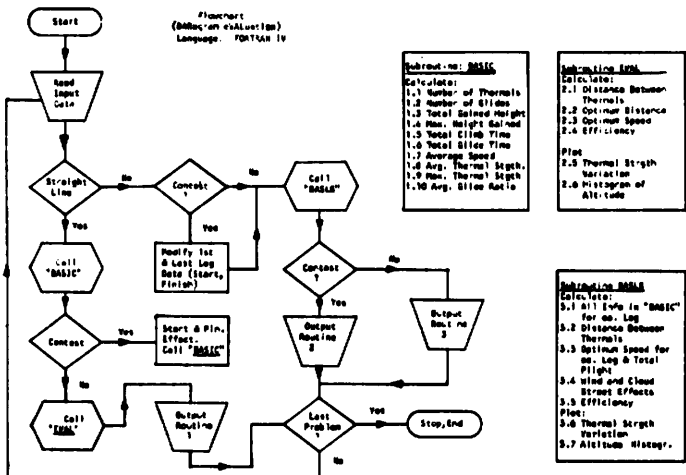 Flowchart
(BARogram eVALuation)
Language: FORTRAN IV
Start
Read
Input
Data
Straight
Line
No
Yes
Contest
?
No
Yes
Modify 1st
& Last Leg
Data (Start,
Finish)
Call
"BASLG"
Call
"BASIC"
Contest
?
No
Yes
Output
Routine
2
Output
Routine
3
Contest
Yes
No
Start & Fin.
Effect.
Call "BASIC"
Call
"EVAL"
Output
Routine
1
Last
Problem
?
Yes
No
Stop,End
Subroutine: BASIC
Calculate:
1.1 Number of Thermals
1.2 Number of Glides
1.3 Total Gained Height
1.4 Max. Height Gained
1.5 Total Climb Time
1.6 Total Glide Time
1.7 Average Speed
1.8 Avg. Thermal Stgth.
1.9 Max. Thermal Stgth
1.10 Avg. Glide Ratio
Subroutine EVAL
Calculate:
2.1 Distance Between
Thermals
2.2 Optimum Distance
2.3 Optimum Speed
2.4 Efficiency
Plot
2.5 Thermal Strgth
Variation
2.6 Histogram of
Altitude
Subroutine BASLG
Calculate:
3.1 All Info in "BASIC"
for ea. Leg
3.2 Distance Between
Thermals
3.3 Optimum Speed for
ea. Leg & Total
Flight
3.4 Wind and Cloud
Street Effects
3.5 Efficiency
Plot:
3.6 Thermal Strgth
Variation
3.7 Altitude Histogr.